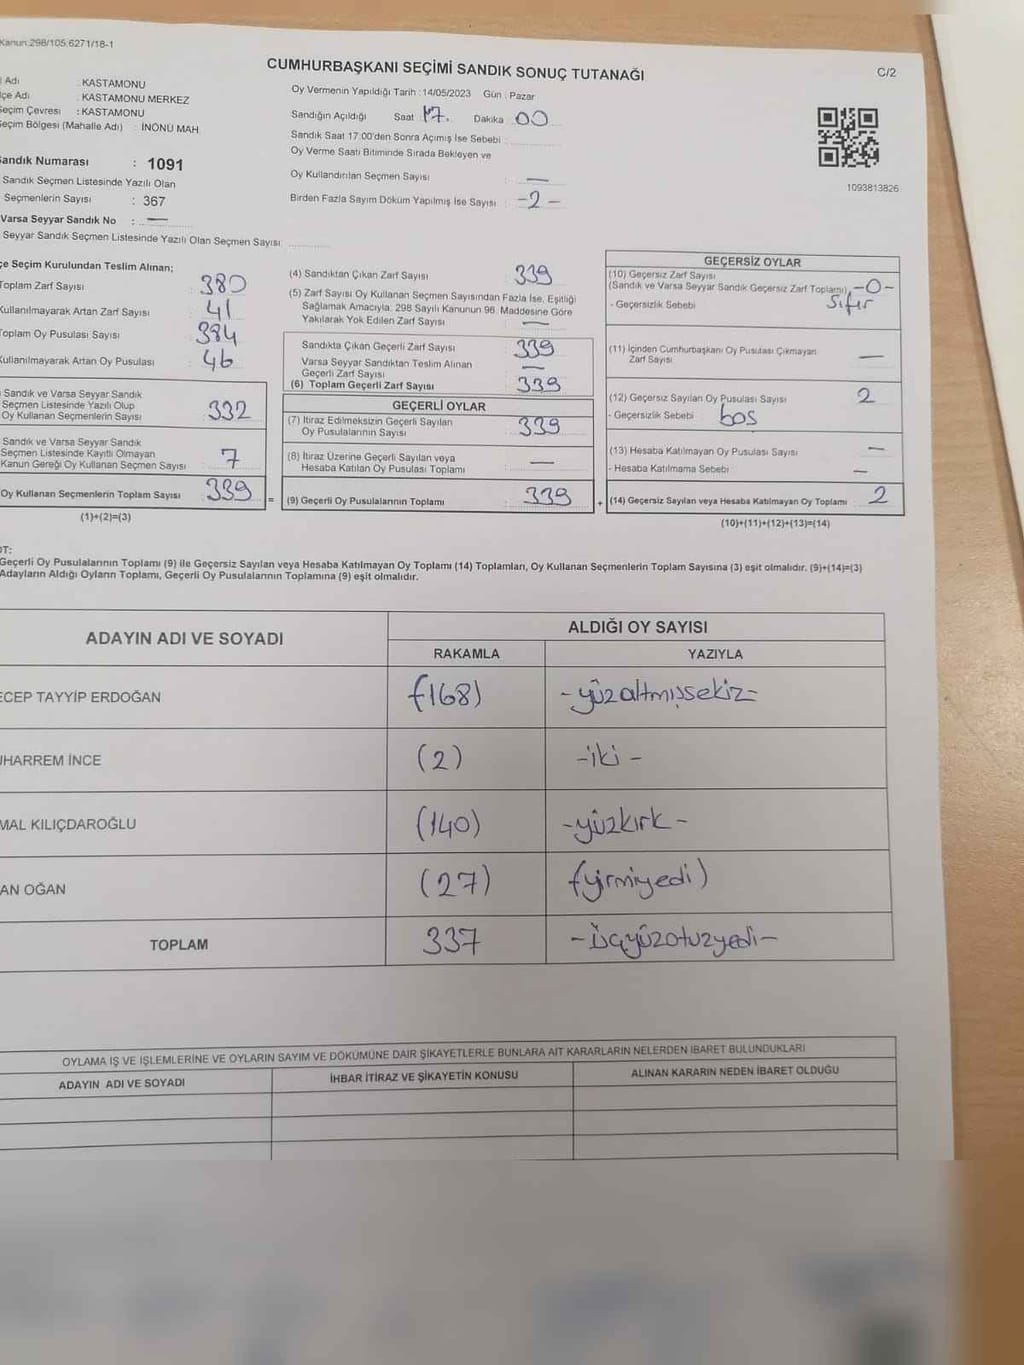 Kanun.298/105.6271/18-1
CUMHURBAŞKANI SEÇİMİ SANDIK SONUÇ TUTANAĞI
C/2
Adı : KASTAMONU
çe Adı : KASTAMONU MERKEZ
Seçim Çevresi : KASTAMONU
Seçim Bölgesi (Mahalle Adı) : İNÖNÜ MAH.
Sandık Numarası : 1091
Sandık Seçmen Listesinde Yazılı Olan
Seçmenlerin Sayısı : 367
Varsa Seyyar Sandık No : —
Seyyar Sandık Seçmen Listesinde Yazılı Olan Seçmen Sayısı:
Oy Vermenin Yapıldığı Tarih : 14/05/2023 Gün : Pazar
Sandığın Açıldığı Saat 17. Dakika 00
Sandık Saat 17:00'den Sonra Açımış İse Sebebi :
Oy Verme Saati Bitiminde Sırada Bekleyen ve
Oy Kullandırılan Seçmen Sayısı : —
Birden Fazla Sayım Döküm Yapılmış İse Sayısı : -2-
1093813826
çe Seçim Kurulundan Teslim Alınan;
Toplam Zarf Sayısı : 380
Kullanılmayarak Artan Zarf Sayısı : 41
Toplam Oy Pusulası Sayısı : 384
Kullanılmayarak Artan Oy Pusulası : 46
Sandık ve Varsa Seyyar Sandık
Seçmen Listesinde Yazılı Olup
Oy Kullanan Seçmenlerin Sayısı : 332
Sandık ve Varsa Seyyar Sandık
Seçmen Listesinde Kayıtlı Olmayan
Kanun Gereği Oy Kullanan Seçmen Sayısı : 7
Oy Kullanan Seçmenlerin Toplam Sayısı : 339
(1)+(2)=(3)
=
(4) Sandıktan Çıkan Zarf Sayısı : 339
(5) Zarf Sayısı Oy Kullanan Seçmen Sayısından Fazla İse, Eşitliği
Sağlamak Amacıyla, 298 Sayılı Kanunun 98. Maddesine Göre
Yakılarak Yok Edilen Zarf Sayısı : —
Sandıkta Çıkan Geçerli Zarf Sayısı : 339
Varsa Seyyar Sandıktan Teslim Alınan
Geçerli Zarf Sayısı : —
(6) Toplam Geçerli Zarf Sayısı : 339
GEÇERLİ OYLAR
(7) İtiraz Edilmeksizin Geçerli Sayılan
Oy Pusulalarının Sayısı : 339
(8) İtiraz Üzerine Geçerli Sayılan veya
Hesaba Katılan Oy Pusulası Toplamı : —
(9) Geçerli Oy Pusulalarının Toplamı : 339
+
GEÇERSİZ OYLAR
(10) Geçersiz Zarf Sayısı
(Sandık ve Varsa Seyyar Sandık Geçersiz Zarf Toplamı) -0-
- Geçersizlik Sebebi : Sıfır
(11) İçinden Cumhurbaşkanı Oy Pusulası Çıkmayan
Zarf Sayısı : —
(12) Geçersiz Sayılan Oy Pusulası Sayısı : 2
- Geçersizlik Sebebi : boş
(13) Hesaba Katılmayan Oy Pusulası Sayısı : —
- Hesaba Katılmama Sebebi : —
(14) Geçersiz Sayılan veya Hesaba Katılmayan Oy Toplamı : 2
(10)+(11)+(12)+(13)=(14)
OT:
Geçerli Oy Pusulalarının Toplamı (9) ile Geçersiz Sayılan veya Hesaba Katılmayan Oy Toplamı (14) Toplamları, Oy Kullanan Seçmenlerin Toplam Sayısına (3) eşit olmalıdır. (9)+(14)=(3)
Adayların Aldığı Oyların Toplamı, Geçerli Oy Pusulalarının Toplamına (9) eşit olmalıdır.
ADAYIN ADI VE SOYADI
ALDIĞI OY SAYISI
RAKAMLA YAZIYLA
ECEP TAYYİP ERDOĞAN (168) -yüzaltmışsekiz-
UHARREM İNCE (2) -iki-
MAL KILIÇDAROĞLU (140) -yüzkırk-
AN OĞAN (27) (yirmiyedi)
TOPLAM 337 -üçyüzotuzyedi-
OYLAMA İŞ VE İŞLEMLERİNE VE OYLARIN SAYIM VE DÖKÜMÜNE DAİR ŞİKAYETLERLE BUNLARA AİT KARARLARIN NELERDEN İBARET BULUNDUKLARI
ADAYIN ADI VE SOYADI İHBAR İTİRAZ VE ŞİKAYETİN KONUSU ALINAN KARARIN NEDEN İBARET OLDUĞU